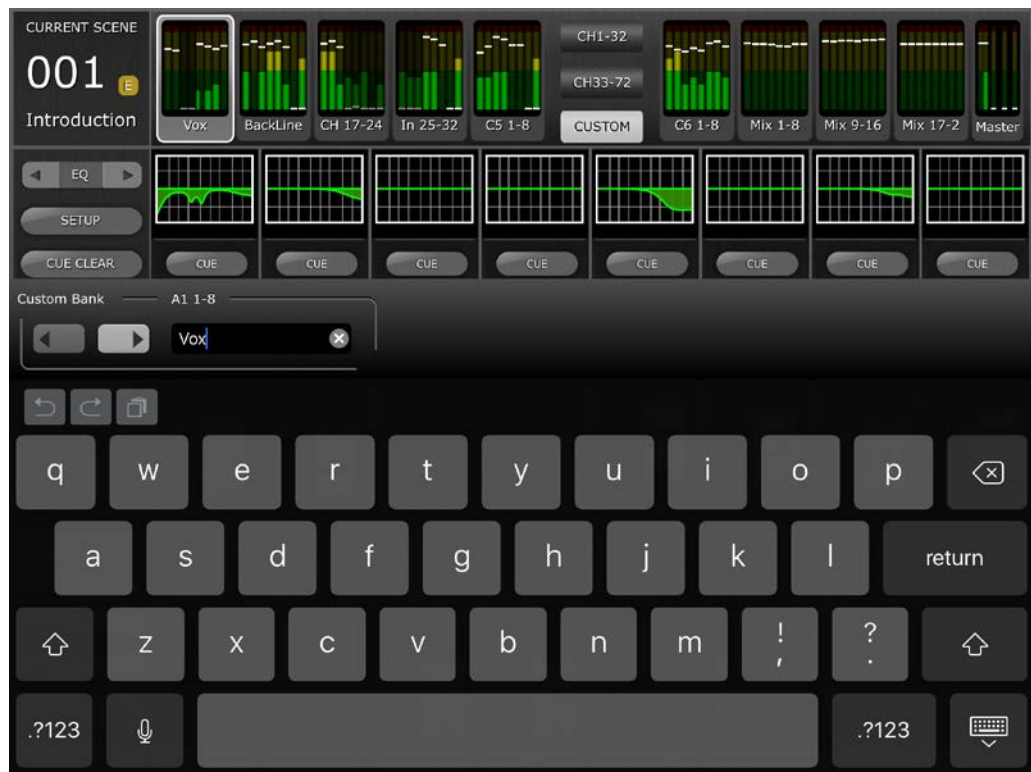 CURRENT SCENE
001 E
Introduction
Vox BackLine CH 17-24 In 25-32 C5 1-8
CH1-32
CH33-72
CUSTOM
C6 1-8 Mix 1-8 Mix 9-16 Mix 17-2 Master
EQ
SETUP
CUE CLEAR
CUE CUE CUE CUE CUE CUE CUE CUE
Custom Bank A1 1-8
Vox
q w e r t y u i o p
a s d f g h j k l return
z x c v b n m ! , ? .
.?123 .?123